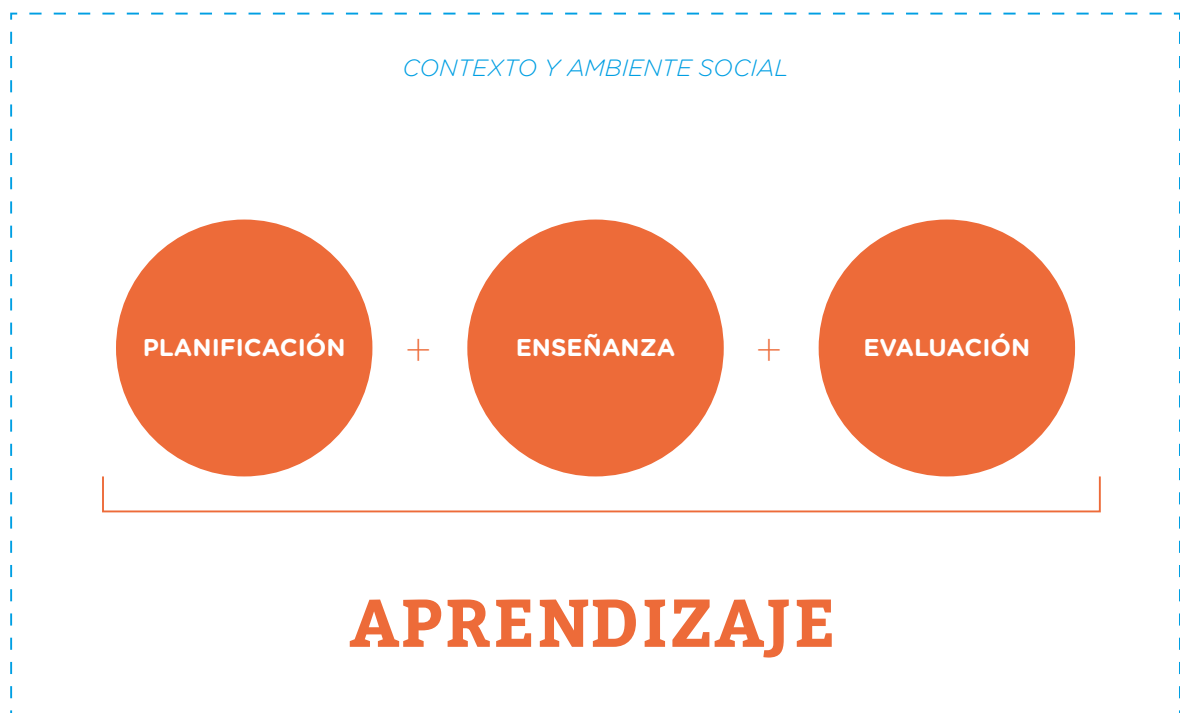 CONTEXTO Y AMBIENTE SOCIAL
PLANIFICACIÓN + ENSEÑANZA + EVALUACIÓN
APRENDIZAJE